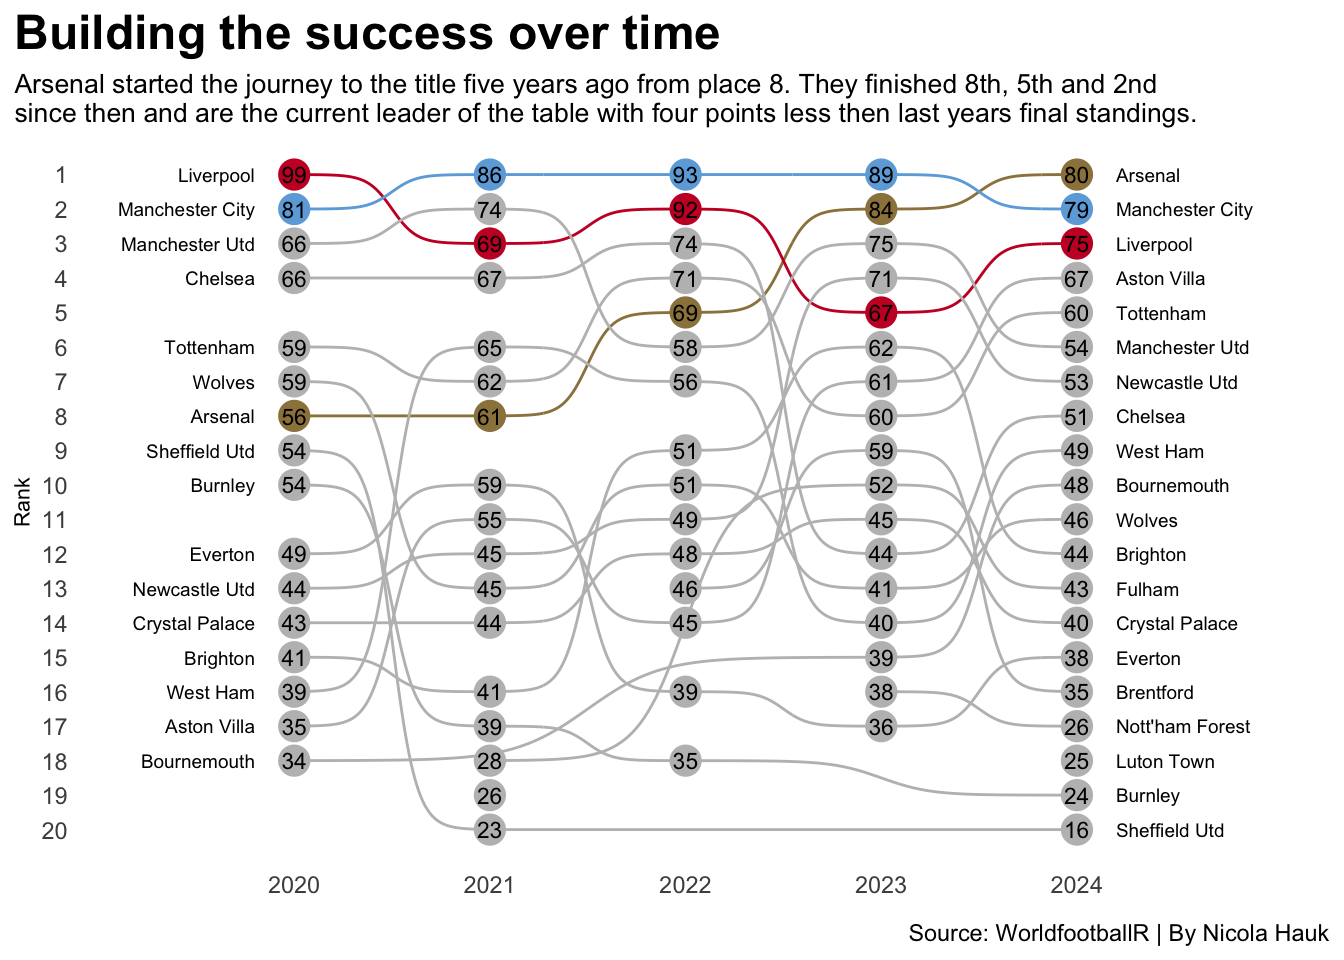 Building the success over time
Arsenal started the journey to the title five years ago from place 8. They finished 8th, 5th and 2nd
since then and are the current leader of the table with four points less then last years final standings.
1 Liverpool 99 86 93 89 80 Arsenal
2 Manchester City 81 74 92 84 79 Manchester City
3 Manchester Utd 66 69 74 75 75 Liverpool
4 Chelsea 66 67 71 71 67 Aston Villa
5 69 67 60 Tottenham
6 Tottenham 59 65 58 62 54 Manchester Utd
7 Wolves 59 62 56 61 53 Newcastle Utd
8 Arsenal 56 61 60 51 Chelsea
9 Sheffield Utd 54 51 59 49 West Ham
Rank
10 Burnley 54 59 51 52 48 Bournemouth
11 55 49 45 46 Wolves
12 Everton 49 45 48 44 44 Brighton
13 Newcastle Utd 44 45 46 41 43 Fulham
14 Crystal Palace 43 44 45 40 40 Crystal Palace
15 Brighton 41 39 38 Everton
16 West Ham 39 41 39 38 35 Brentford
17 Aston Villa 35 39 36 26 Nott'ham Forest
18 Bournemouth 34 28 35 25 Luton Town
19 26 24 Burnley
20 23 16 Sheffield Utd
2020 2021 2022 2023 2024
Source: WorldfootballR | By Nicola Hauk